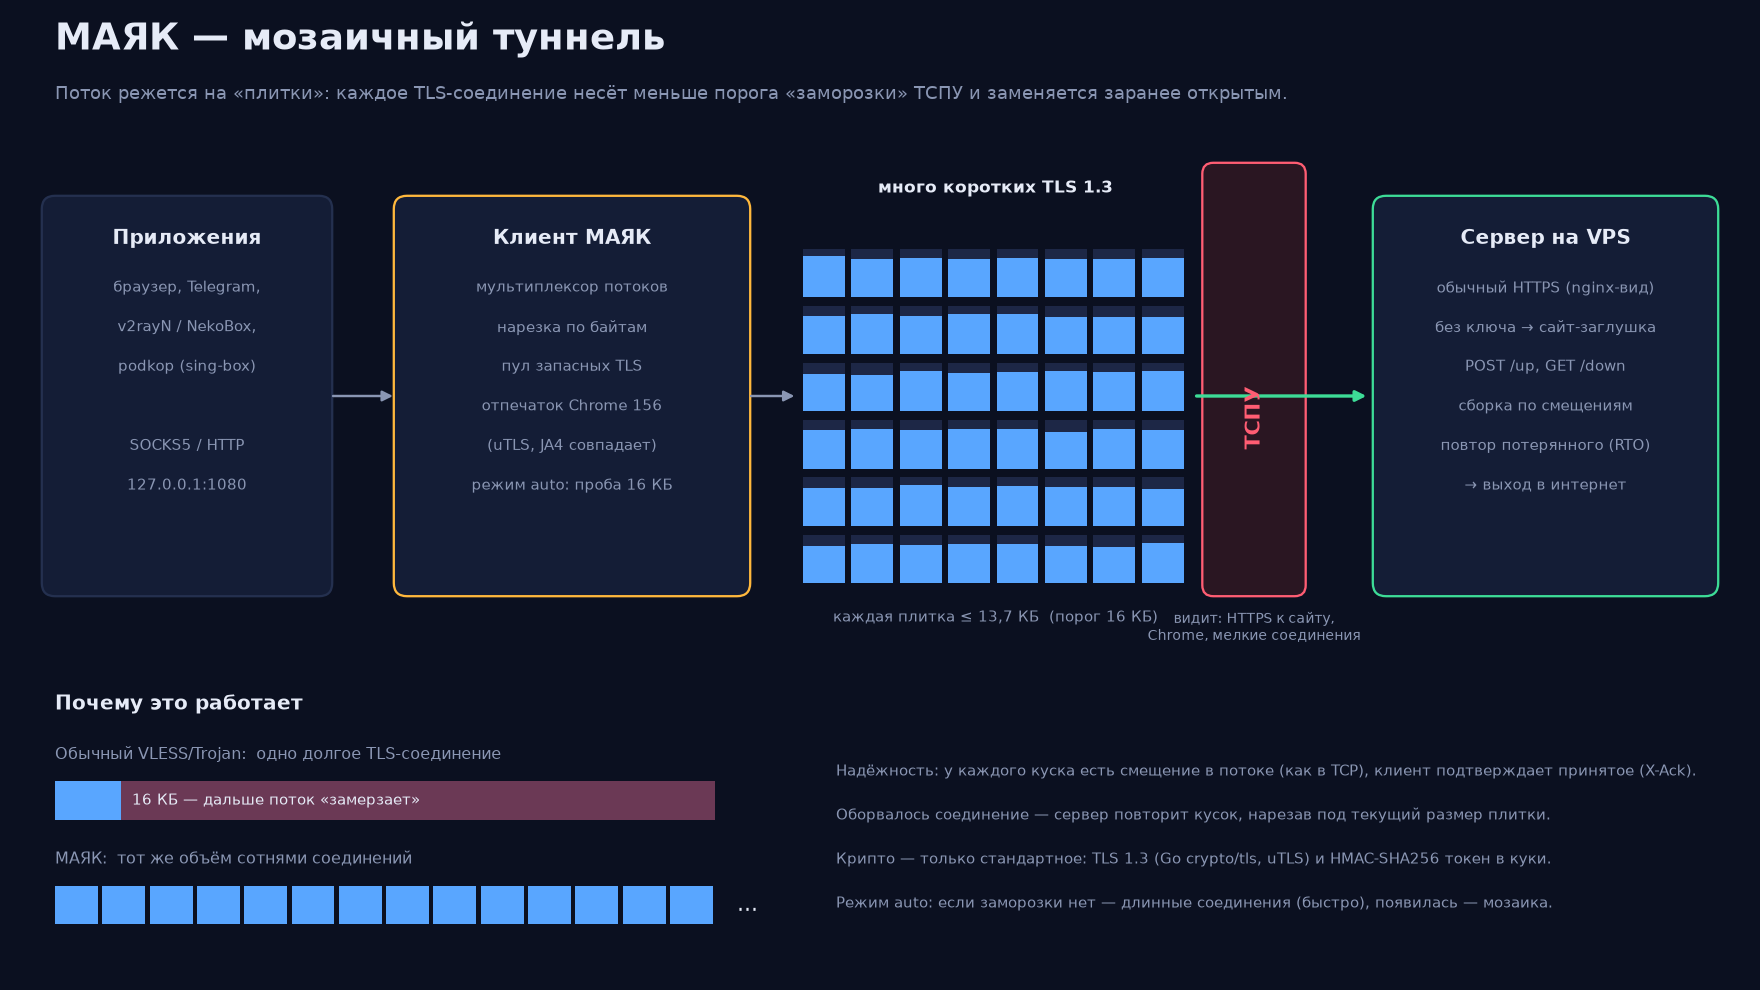 МАЯК — мозаичный туннель
Поток режется на «плитки»: каждое TLS-соединение несёт меньше порога «заморозки» ТСПУ и заменяется заранее открытым.
Приложения
браузер, Telegram,
v2rayN / NekoBox,
podkop (sing-box)
SOCKS5 / HTTP
127.0.0.1:1080
Клиент МАЯК
мультиплексор потоков
нарезка по байтам
пул запасных TLS
отпечаток Chrome 156
(uTLS, JA4 совпадает)
режим auto: проба 16 КБ
много коротких TLS 1.3
каждая плитка ≤ 13,7 КБ  (порог 16 КБ)
ТСПУ
видит: HTTPS к сайту,
Chrome, мелкие соединения
Сервер на VPS
обычный HTTPS (nginx-вид)
без ключа → сайт-заглушка
POST /up, GET /down
сборка по смещениям
повтор потерянного (RTO)
→ выход в интернет
Почему это работает
Обычный VLESS/Trojan:  одно долгое TLS-соединение
16 КБ — дальше поток «замерзает»
МАЯК:  тот же объём сотнями соединений
...
Надёжность: у каждого куска есть смещение в потоке (как в TCP), клиент подтверждает принятое (X-Ack).
Оборвалось соединение — сервер повторит кусок, нарезав под текущий размер плитки.
Крипто — только стандартное: TLS 1.3 (Go crypto/tls, uTLS) и HMAC-SHA256 токен в куки.
Режим auto: если заморозки нет — длинные соединения (быстро), появилась — мозаика.